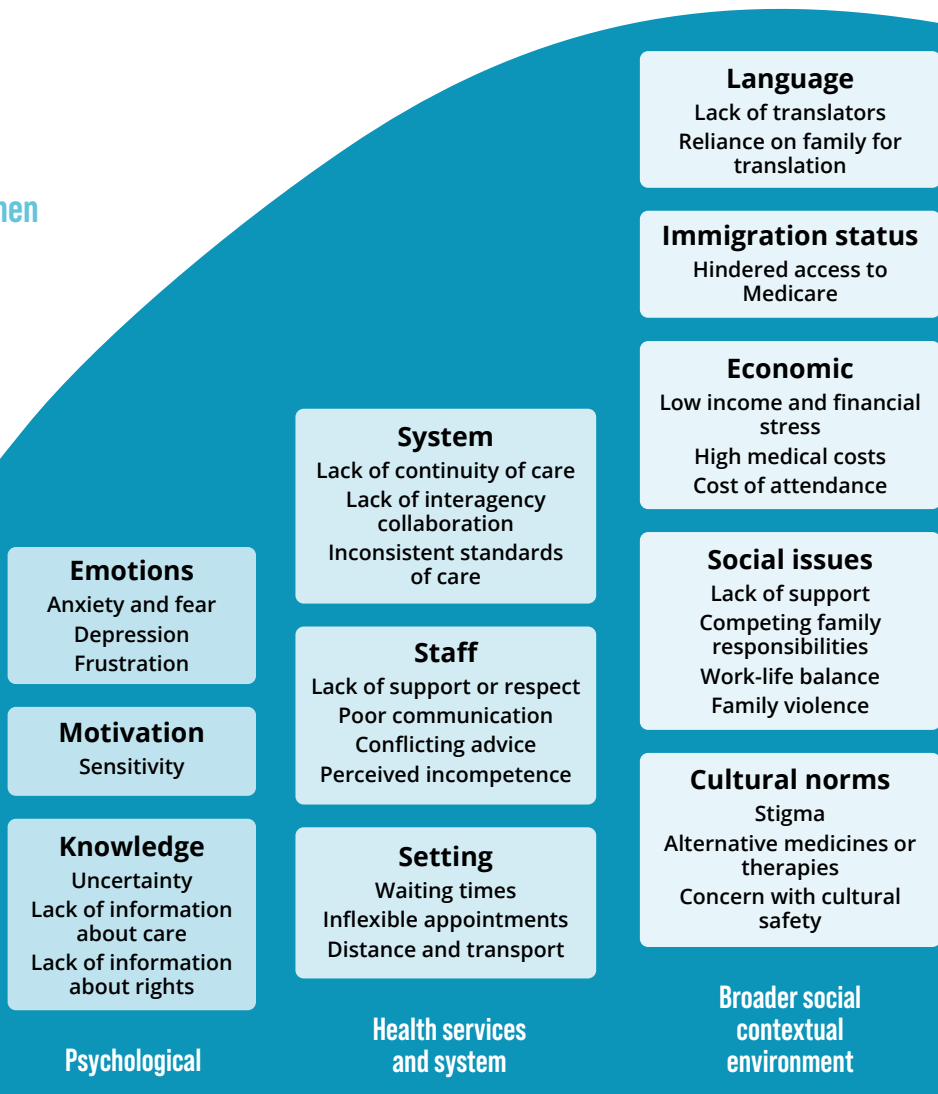 Language
Lack of translators
Reliance on family for
translation
Immigration status
Hindered access to
Medicare
Economic
Low income and financial
stress
High medical costs
Cost of attendance
Social issues
Lack of support
Competing family
responsibilities
Work-life balance
Family violence
Cultural norms
Stigma
Alternative medicines or
therapies
Concern with cultural
safety
Broader social
contextual
environment
System
Lack of continuity of care
Lack of interagency
collaboration
Inconsistent standards
of care
Staff
Lack of support or respect
Poor communication
Conflicting advice
Perceived incompetence
Setting
Waiting times
Inflexible appointments
Distance and transport
Health services
and system
Emotions
Anxiety and fear
Depression
Frustration
Motivation
Sensitivity
Knowledge
Uncertainty
Lack of information
about care
Lack of information
about rights
Psychological